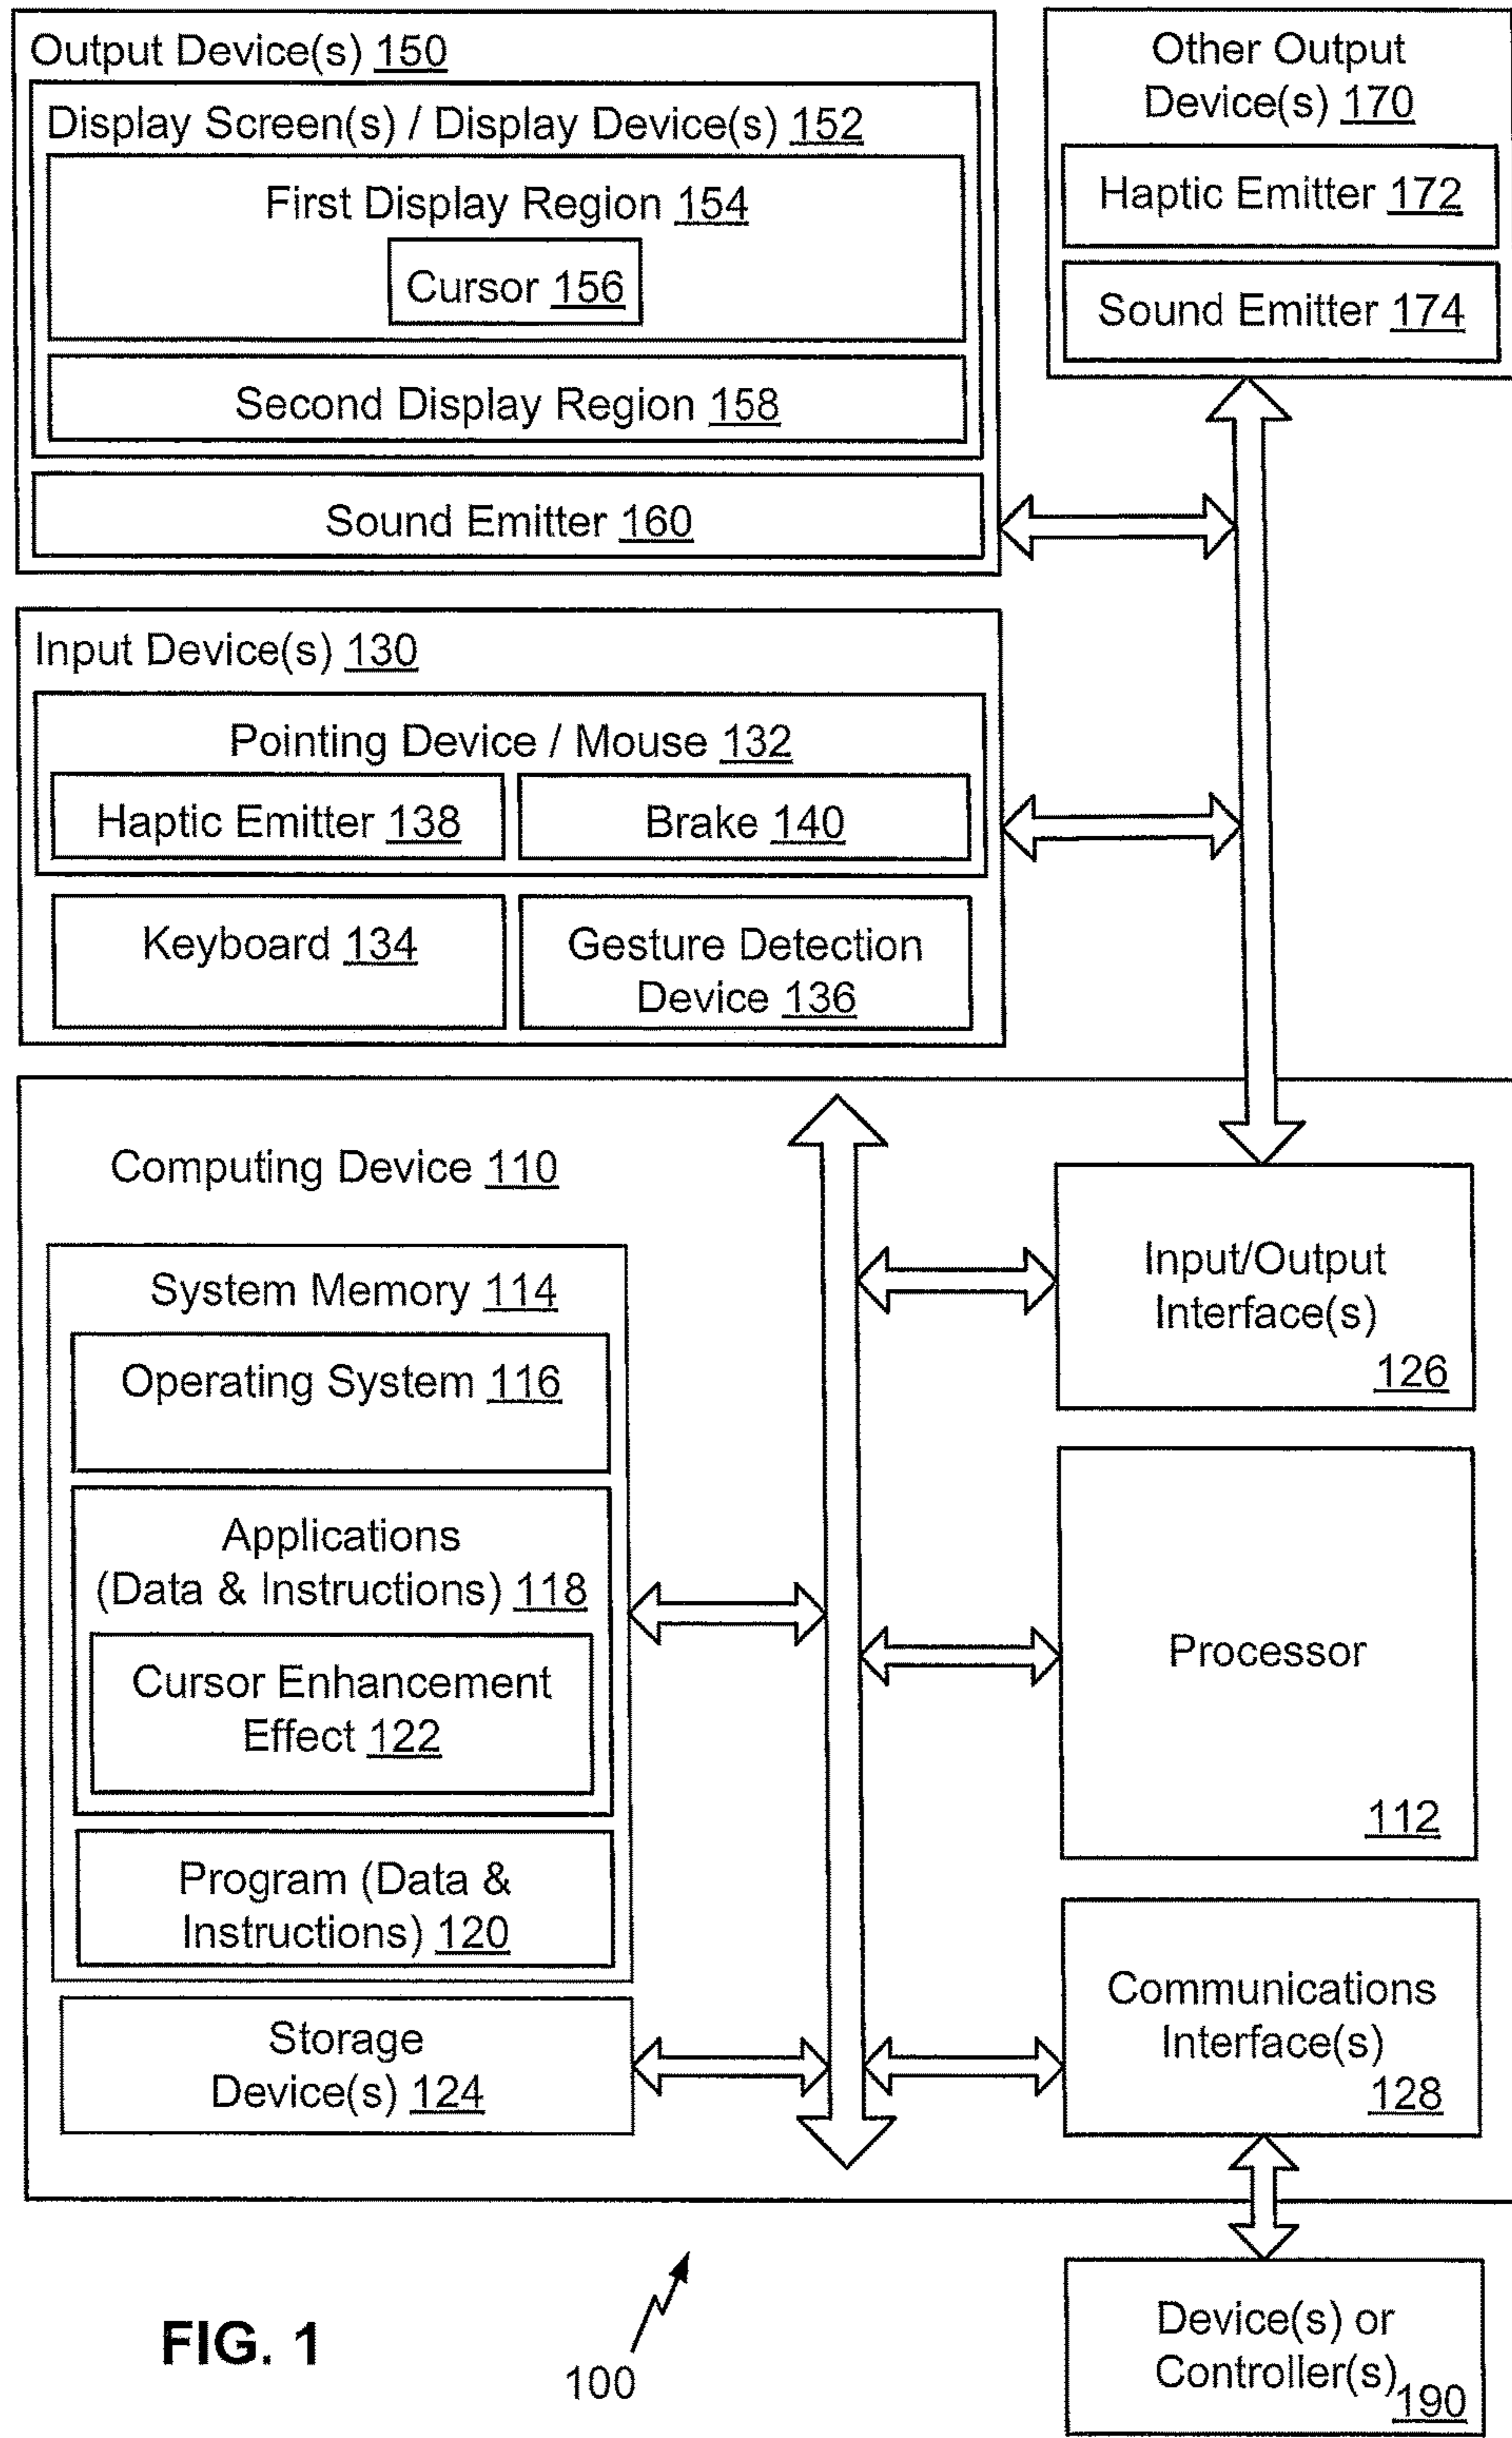 Output Device(s) 150
Display Screen(s) / Display Device(s) 152
First Display Region 154
Cursor 156
Second Display Region 158
Sound Emitter 160
Other Output
Device(s) 170
Haptic Emitter 172
Sound Emitter 174
Input Device(s) 130
Pointing Device / Mouse 132
Haptic Emitter 138
Brake 140
Keyboard 134
Gesture Detection
Device 136
Computing Device 110
System Memory 114
Operating System 116
Applications
(Data & Instructions) 118
Cursor Enhancement
Effect 122
Program (Data &
Instructions) 120
Storage
Device(s) 124
Input/Output
Interface(s)
126
Processor
112
Communications
Interface(s)
128
Device(s) or
Controller(s)
190
FIG. 1
100